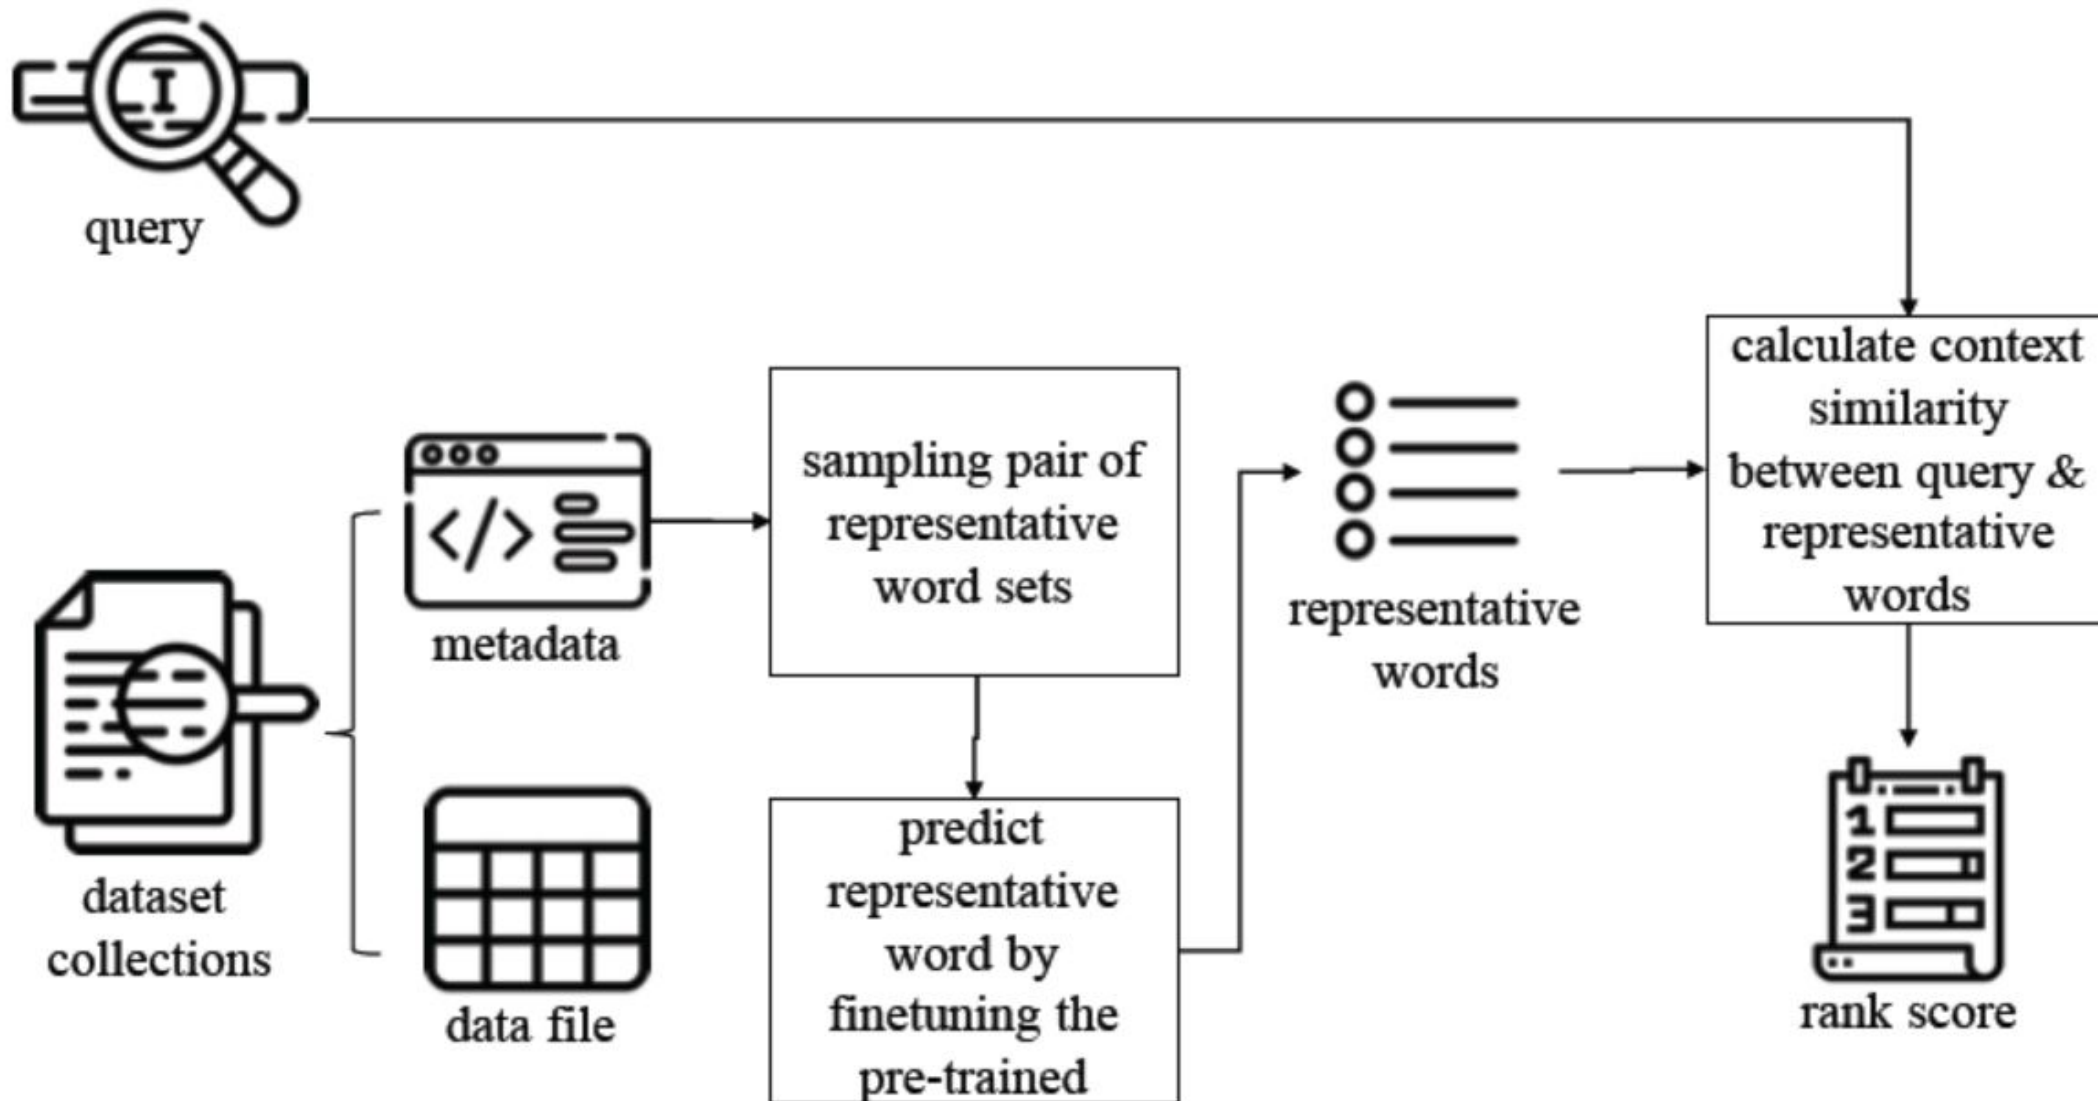 query
dataset
collections
metadata
data file
sampling pair of
representative
word sets
predict
representative
word by
finetuning the
pre-trained
representative
words
calculate context
similarity
between query &
representative
words
1
2
3
rank score